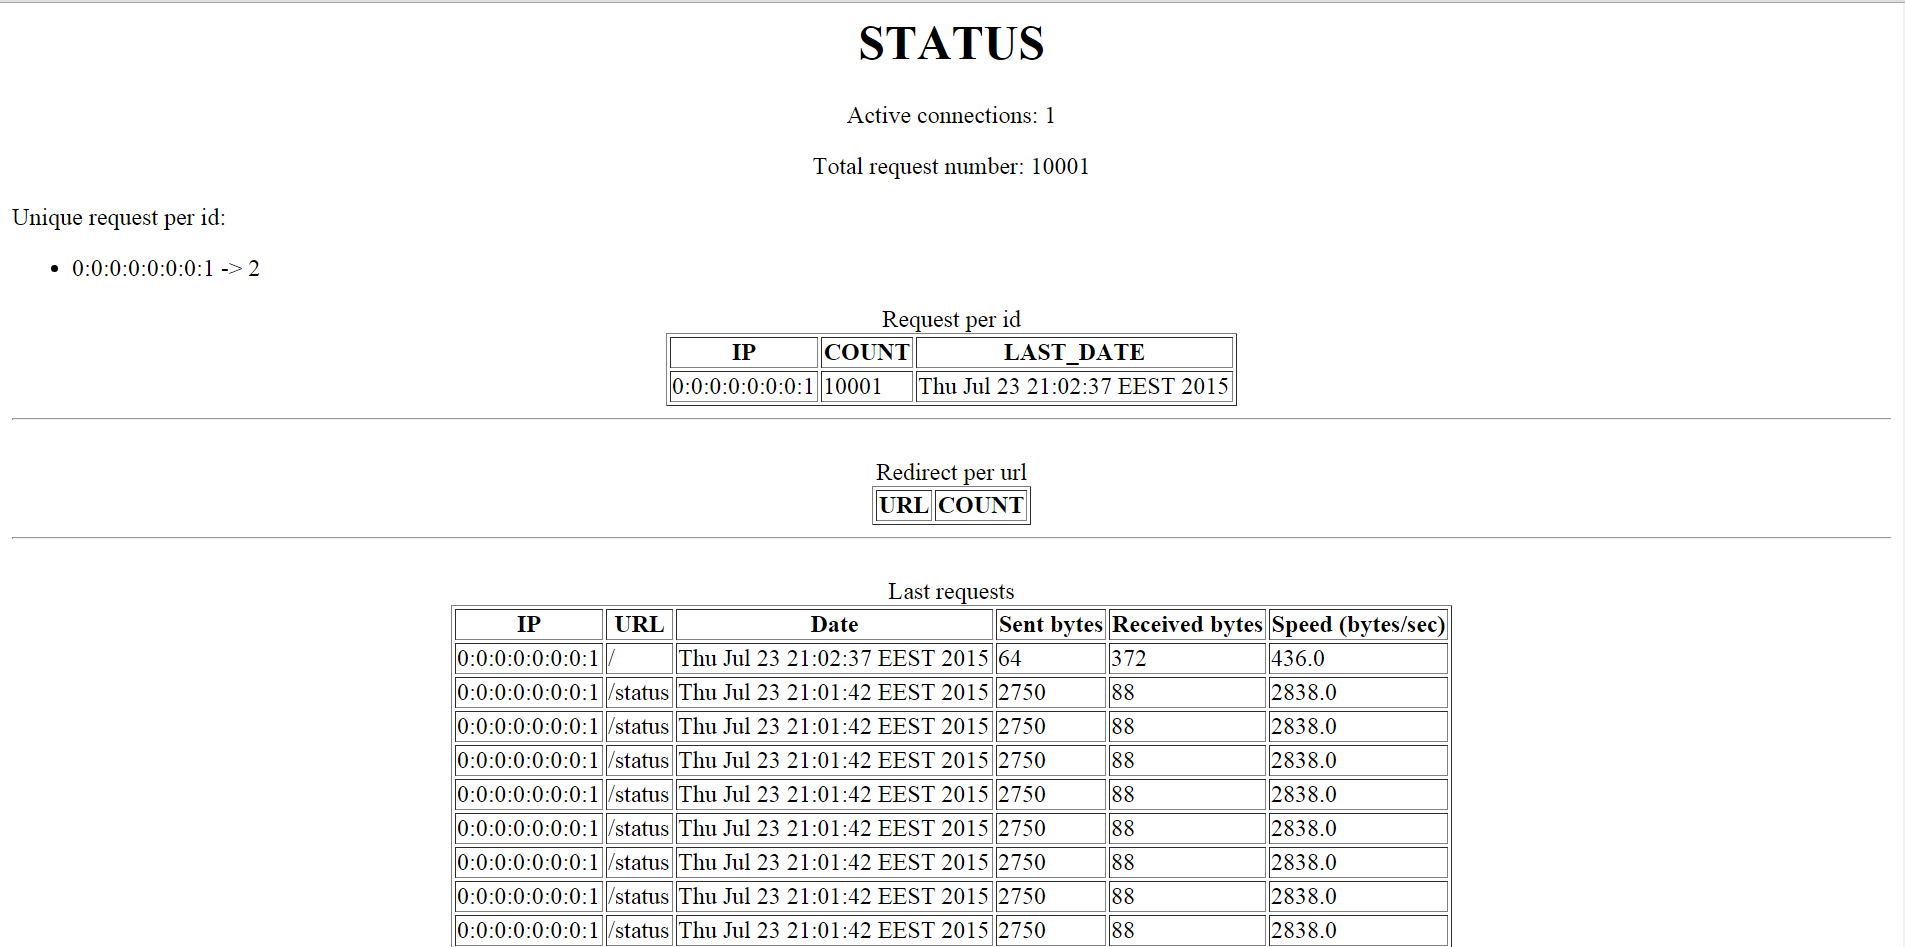 STATUS
Active connections: 1
Total request number: 10001
Unique request per id:
• 0:0:0:0:0:0:0:1 -> 2
Request per id
IP COUNT LAST_DATE
0:0:0:0:0:0:0:1 10001 Thu Jul 23 21:02:37 EEST 2015
Redirect per url
URL COUNT
Last requests
IP URL Date Sent bytes Received bytes Speed (bytes/sec)
0:0:0:0:0:0:0:1 / Thu Jul 23 21:02:37 EEST 2015 64 372 436.0
0:0:0:0:0:0:0:1 /status Thu Jul 23 21:01:42 EEST 2015 2750 88 2838.0
0:0:0:0:0:0:0:1 /status Thu Jul 23 21:01:42 EEST 2015 2750 88 2838.0
0:0:0:0:0:0:0:1 /status Thu Jul 23 21:01:42 EEST 2015 2750 88 2838.0
0:0:0:0:0:0:0:1 /status Thu Jul 23 21:01:42 EEST 2015 2750 88 2838.0
0:0:0:0:0:0:0:1 /status Thu Jul 23 21:01:42 EEST 2015 2750 88 2838.0
0:0:0:0:0:0:0:1 /status Thu Jul 23 21:01:42 EEST 2015 2750 88 2838.0
0:0:0:0:0:0:0:1 /status Thu Jul 23 21:01:42 EEST 2015 2750 88 2838.0
0:0:0:0:0:0:0:1 /status Thu Jul 23 21:01:42 EEST 2015 2750 88 2838.0